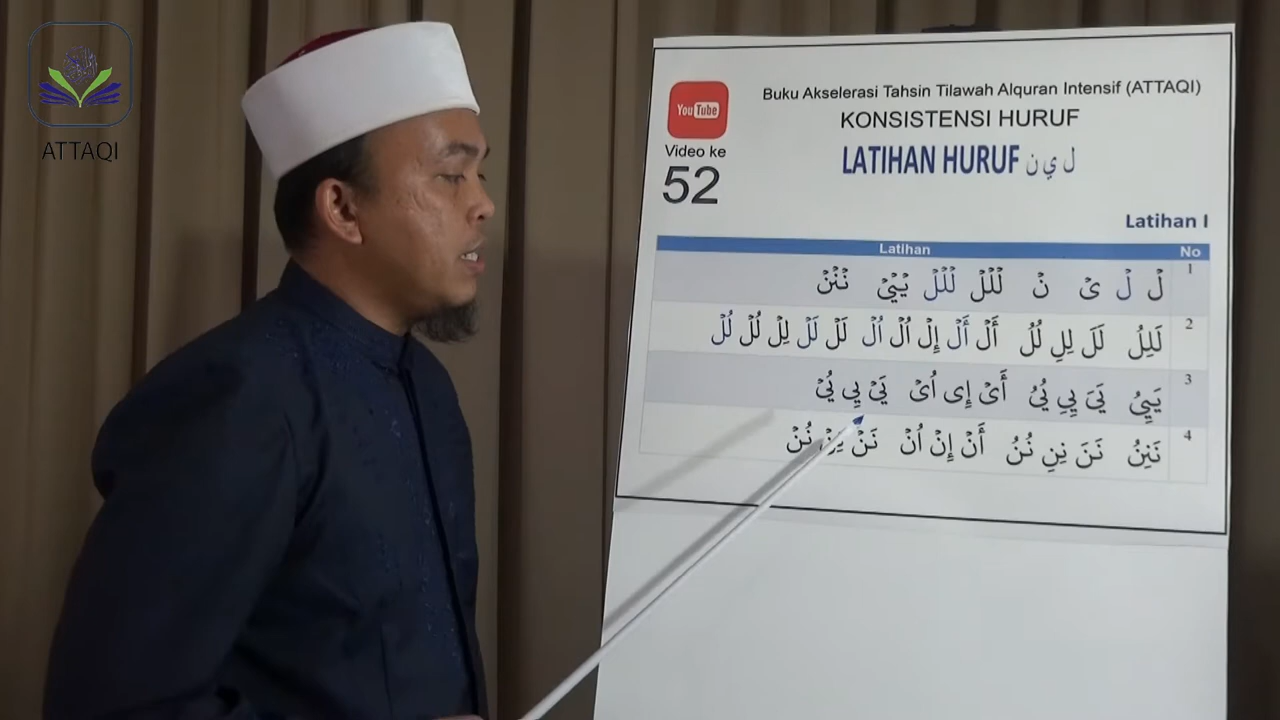 ATTAQI
YouTube
Video ke
52
Buku Akselerasi Tahsin Tilawah Alquran Intensif (ATTAQI)
KONSISTENSI HURUF
LATIHAN HURUF ل ي ن
Latihan I
No Latihan
1 لْ لْ ىْ نْ لْلْلْ لْلْلْ يْيْيْ نْنْنْ
2 لَلِلُ لَلَ لِلِ لُلُ أَلْ أَلْ إِلْ اُلْ اُلْ لَلْ لَلْ لِلْ لُلْ لُلْ
3 يَيِيُ يَيَ يِيِ يُيُ أَىْ إِى اُىْ يَيْ يِي يُيْ
4 نَنِنُ نَنَ نِنِ نُنُ أَنْ إِنْ اُنْ نَنْ نِنْ نُنْ